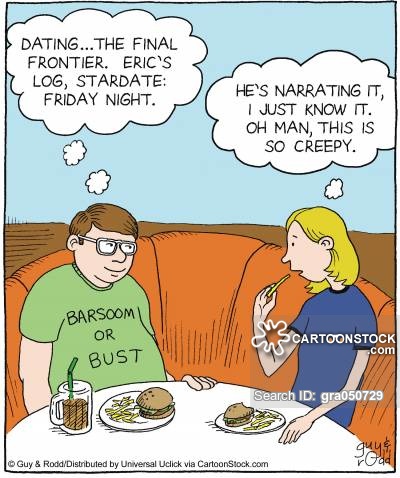 DATING...THE FINAL
FRONTIER. ERIC'S
LOG, STARDATE:
FRIDAY NIGHT.
HE'S NARRATING IT,
I JUST KNOW IT.
OH MAN, THIS IS
SO CREEPY.
BARSOOM
OR
BUST
CARTOONSTOCK
.com
Search ID: gra050729
guy &
rodd
© Guy & Rodd/Distributed by Universal Uclick via CartoonStock.com